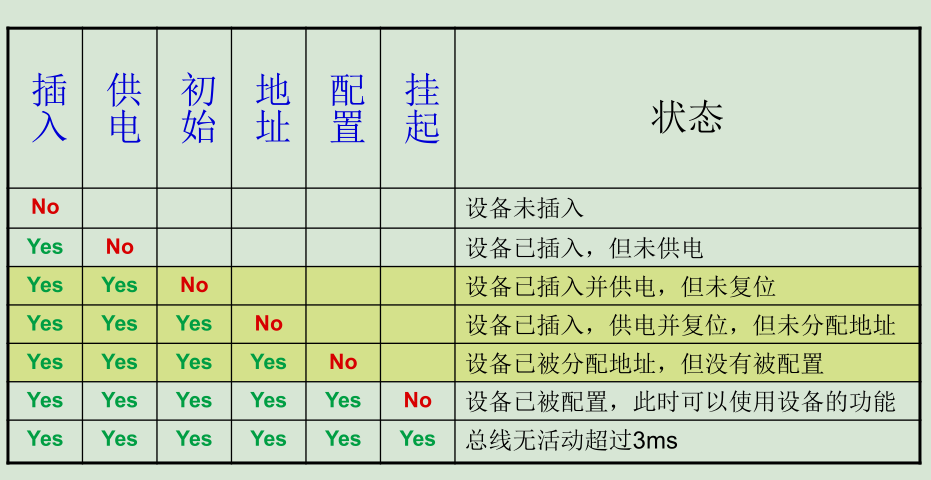 插入 供电 初始 地址 配置 挂起 状态
No 设备未插入
Yes No 设备已插入，但未供电
Yes Yes No 设备已插入并供电，但未复位
Yes Yes Yes No 设备已插入，供电并复位，但未分配地址
Yes Yes Yes Yes No 设备已被分配地址，但没有被配置
Yes Yes Yes Yes Yes No 设备已被配置，此时可以使用设备的功能
Yes Yes Yes Yes Yes Yes 总线无活动超过3ms